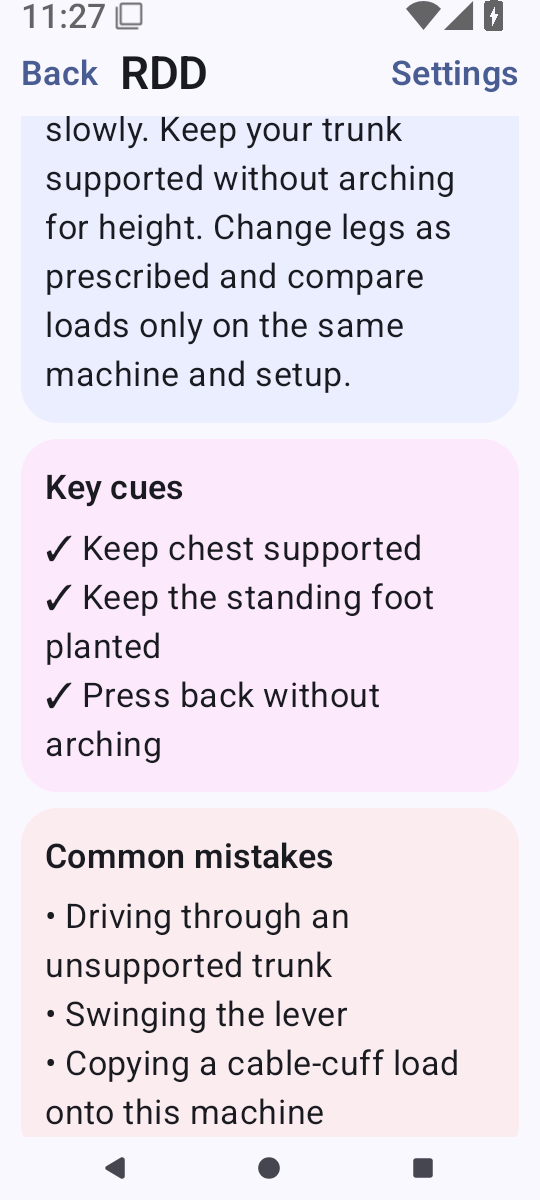 11:27
Back RDD Settings
slowly. Keep your trunk
supported without arching
for height. Change legs as
prescribed and compare
loads only on the same
machine and setup.
Key cues
✓ Keep chest supported
✓ Keep the standing foot
planted
✓ Press back without
arching
Common mistakes
• Driving through an
unsupported trunk
• Swinging the lever
• Copying a cable-cuff load
onto this machine